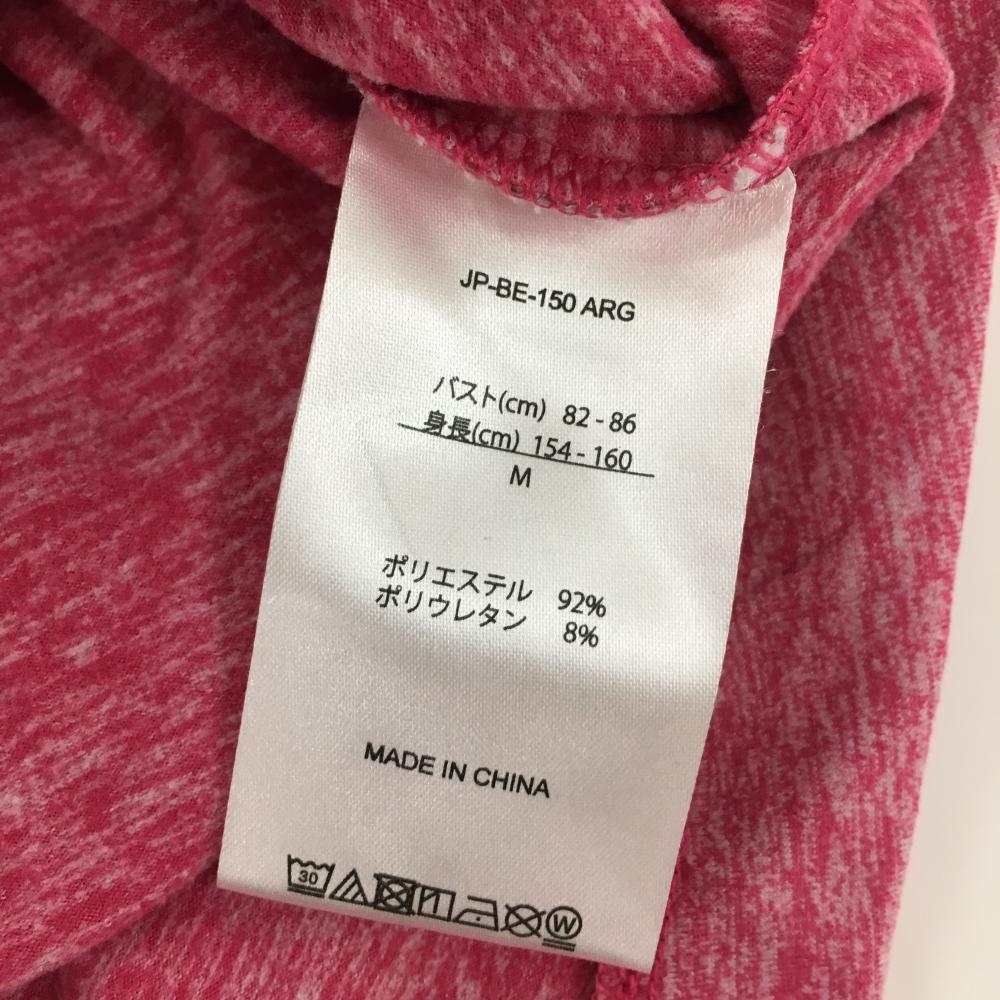 JP-BE-150 ARG
バスト(cm) 82 - 86
身長(cm) 154 - 160
M
ポリエステル 92%
ポリウレタン 8%
MADE IN CHINA
30 W